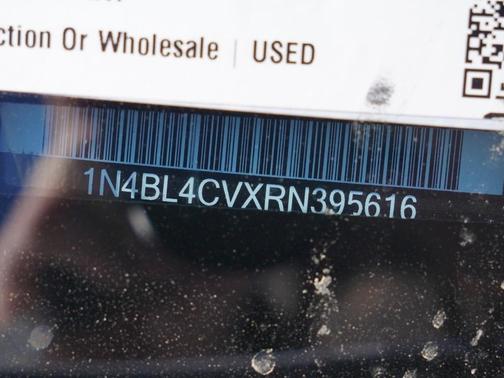 ction Or Wholesale | USED
1N4BL4CVXRN395616